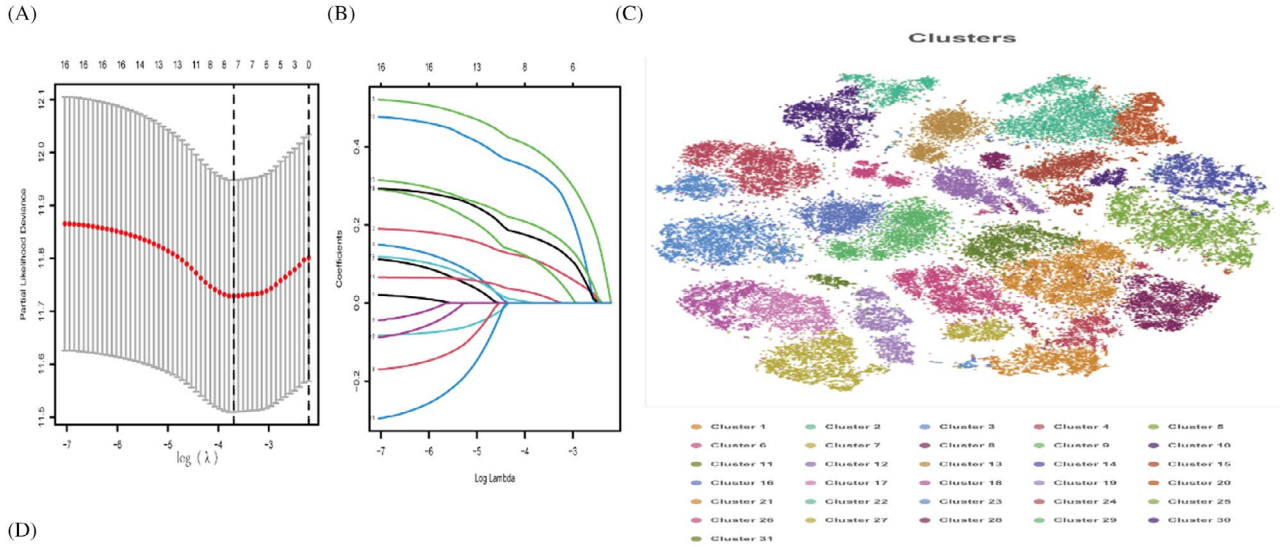 (A)
(B)
(C)
Clusters
16 16 16 16 14 13 13 11 8 8 7 7 6 5 3 0
16 16 13 8 6
12.1
12.0
11.9
11.8
11.7
11.6
11.5
Partial Likelihood Deviance
-7 -6 -4 -3
log (λ)
0.4
0.2
0.0
-0.2
Coefficients
-7 -6 -5 -4 -3
Log Lambda
Cluster 1 Cluster 2 Cluster 3 Cluster 4 Cluster 5
Cluster 6 Cluster 7 Cluster 8 Cluster 9 Cluster 10
Cluster 11 Cluster 12 Cluster 13 Cluster 14 Cluster 15
Cluster 16 Cluster 17 Cluster 18 Cluster 19 Cluster 20
Cluster 21 Cluster 22 Cluster 23 Cluster 24 Cluster 25
Cluster 26 Cluster 27 Cluster 28 Cluster 29 Cluster 30
Cluster 31
(D)